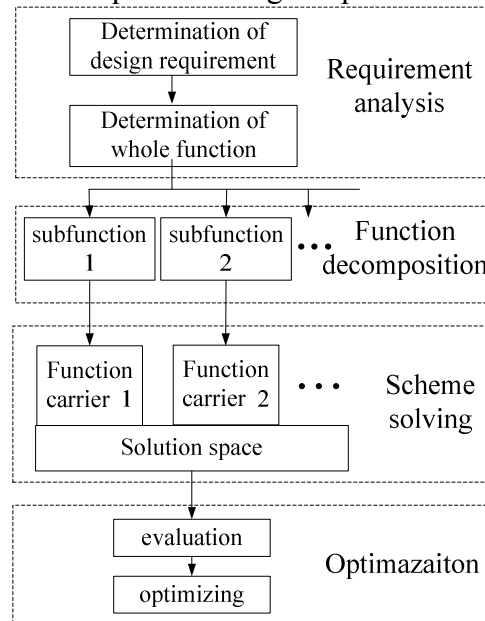 Determination of
design requirement
Determination of
whole function
Requirement
analysis
subfunction
1
subfunction
2
•••
Function
decomposition
Function
carrier 1
Function
carrier 2
•••
Solution space
Scheme
solving
evaluation
optimizing
Optimazaiton